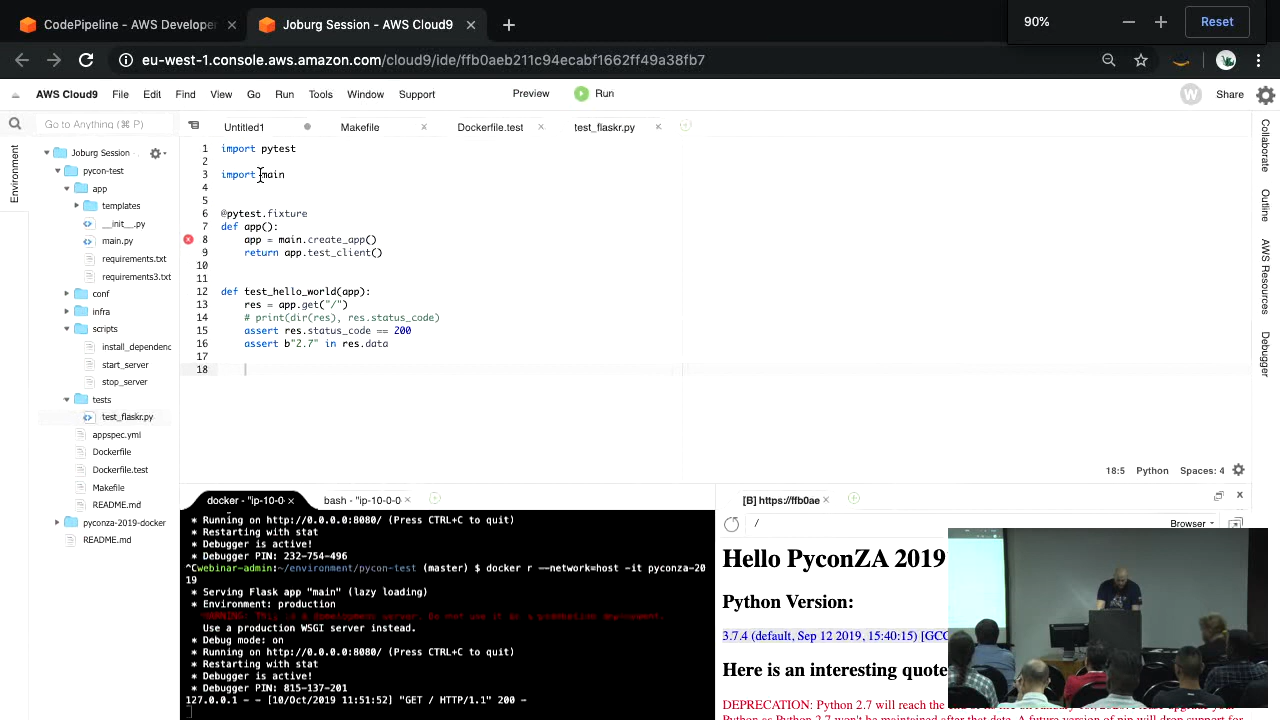 CodePipeline - AWS Develope
Joburg Session - AWS Cloud9
90%
Reset
eu-west-1.console.aws.amazon.com/cloud9/ide/ffb0aeb211c94ecabf1662ff49a38fb7
AWS Cloud9 File Edit Find View Go Run Tools Window Support Preview Run W Share
Go to Anything (⌘ P)
Untitled1 Makefile Dockerfile.test test_flaskr.py
Environment
Joburg Session -
pycon-test
app
templates
__init__.py
main.py
requirements.txt
requirements3.txt
conf
infra
scripts
install_dependenc
start_server
stop_server
tests
test_flaskr.py
appspec.yml
Dockerfile
Dockerfile.test
Makefile
README.md
pyconza-2019-docker
README.md
1 import pytest
2
3 import main
4
5
6 @pytest.fixture
7 def app():
8 app = main.create_app()
9 return app.test_client()
10
11
12 def test_hello_world(app):
13 res = app.get("/")
14 # print(dir(res), res.status_code)
15 assert res.status_code == 200
16 assert b"2.7" in res.data
17
18
18:5 Python Spaces: 4
Collaborate
Outline
AWS Resources
Debugger
docker - "ip-10-0- bash - "ip-10-0-0
* Running on http://0.0.0.0:8080/ (Press CTRL+C to quit)
* Restarting with stat
* Debugger is active!
* Debugger PIN: 232-754-496
^Cwebinar-admin:~/environment/pycon-test (master) $ docker r --network=host -it pyconza-20
19
* Serving Flask app "main" (lazy loading)
* Environment: production
WARNING: This is a development server. Do not use it in a production deployment.
Use a production WSGI server instead.
* Debug mode: on
* Running on http://0.0.0.0:8080/ (Press CTRL+C to quit)
* Restarting with stat
* Debugger is active!
* Debugger PIN: 815-137-201
127.0.0.1 - - [10/Oct/2019 11:51:52] "GET / HTTP/1.1" 200 -
[B] https://ffb0ae
/
Browser
Hello PyconZA 2019
Python Version:
3.7.4 (default, Sep 12 2019, 15:40:15) [GCC
Here is an interesting quote
DEPRECATION: Python 2.7 will reach the